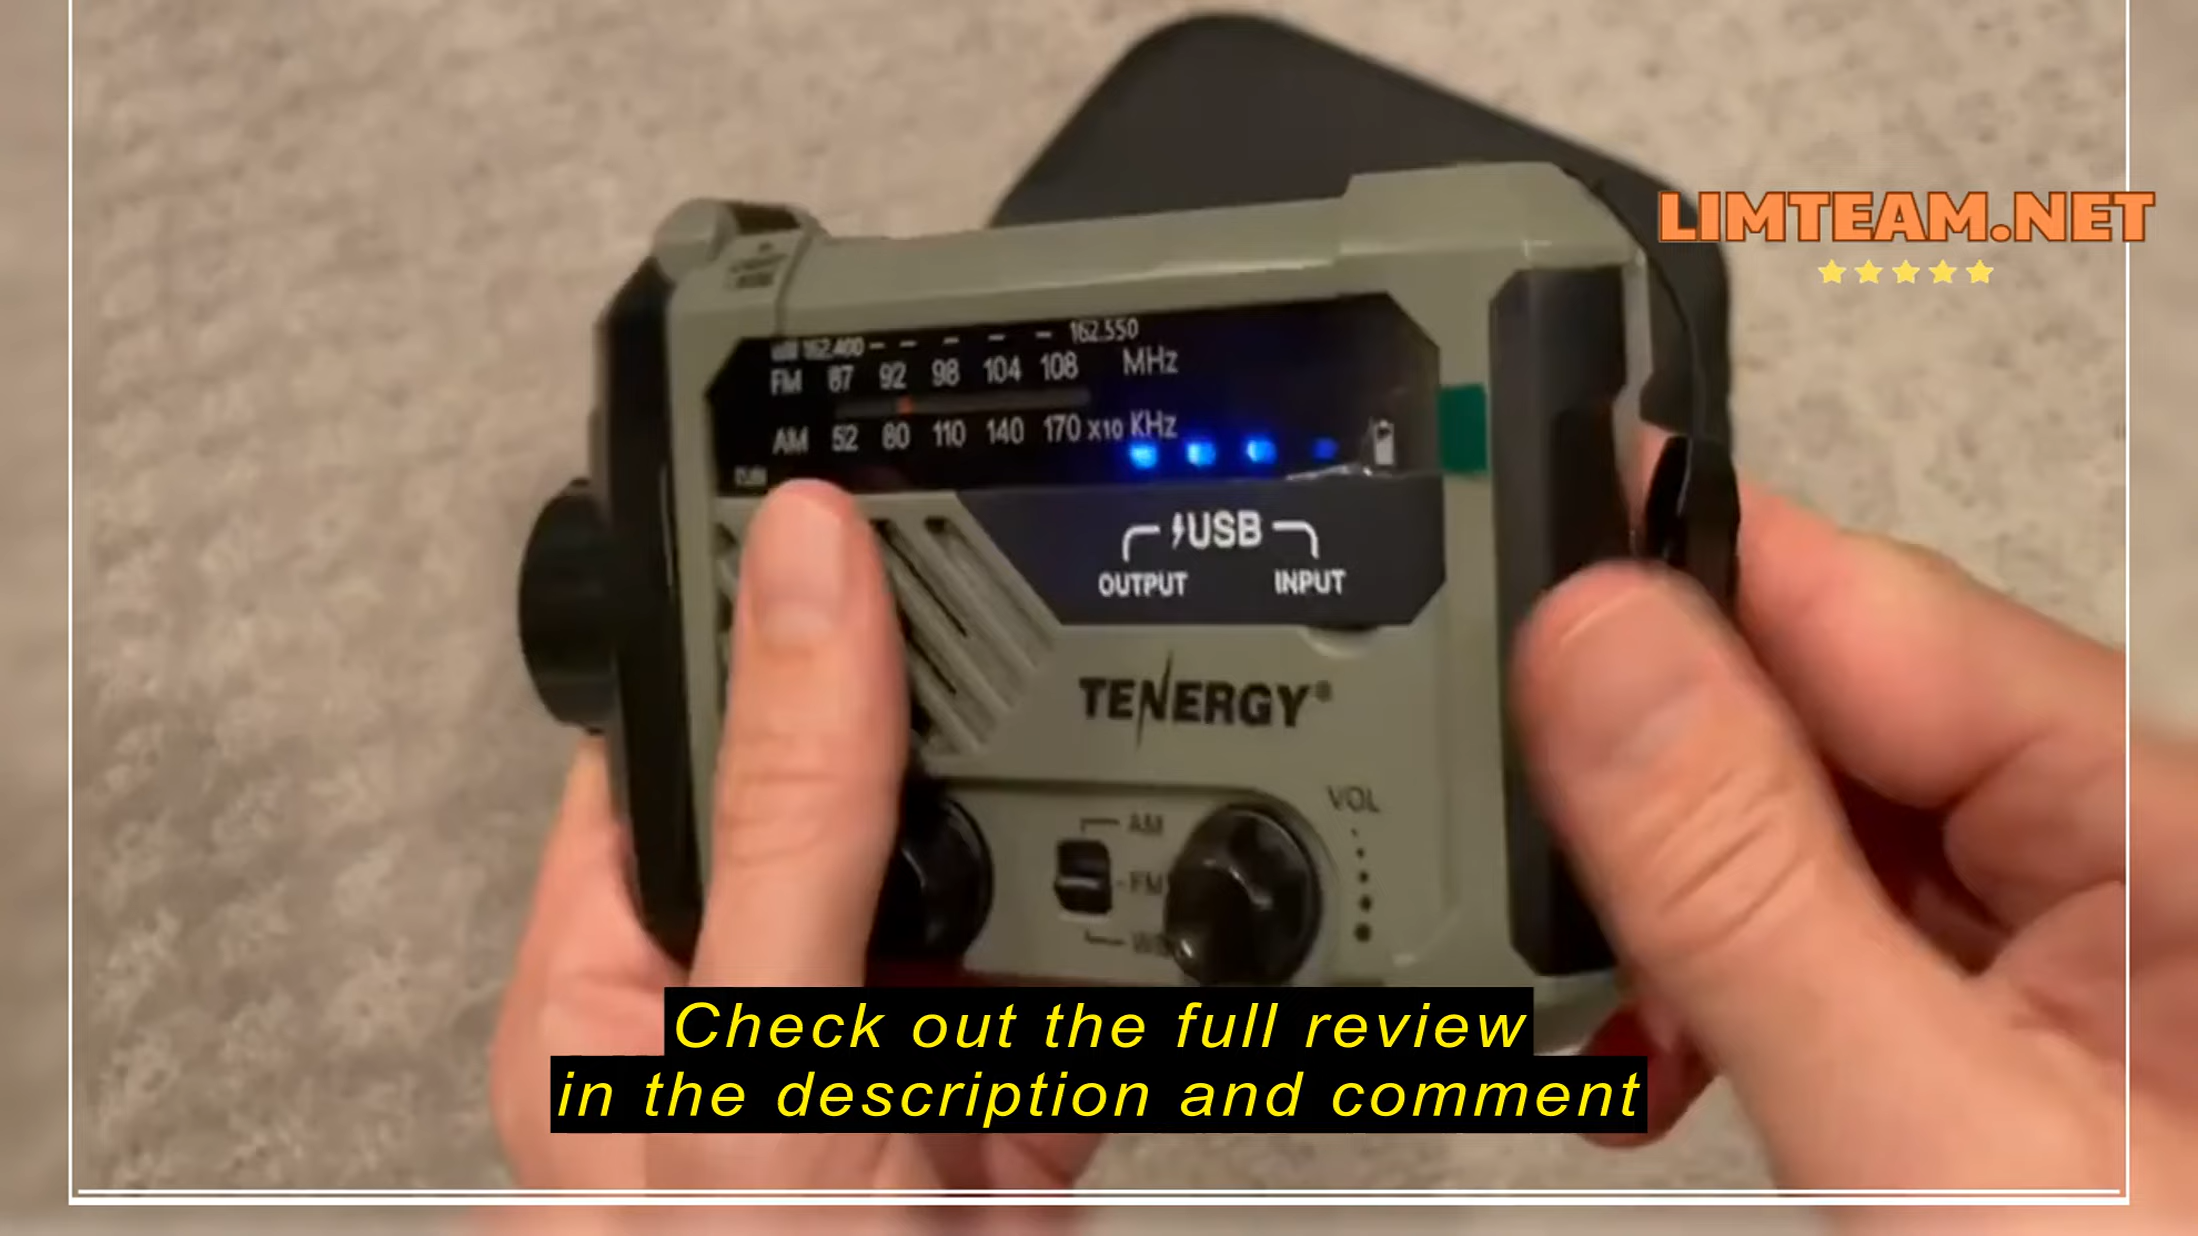 LIMTEAM.NET
162.400 - - - - - 162.550
FM 87 92 98 104 108 MHz
AM 52 80 110 140 170 x10 KHz
USB
OUTPUT INPUT
TENERGY®
VOL
AM
FM
Check out the full review
in the description and comment